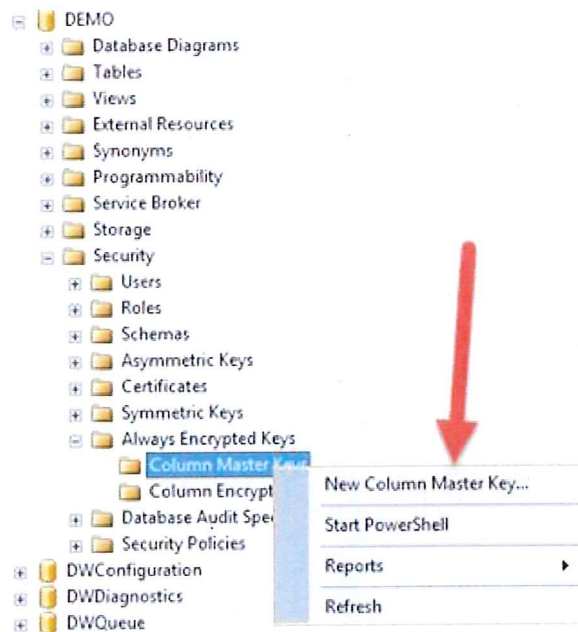 DEMO
Database Diagrams
Tables
Views
External Resources
Synonyms
Programmability
Service Broker
Storage
Security
Users
Roles
Schemas
Asymmetric Keys
Certificates
Symmetric Keys
Always Encrypted Keys
Column Master Keys
New Column Master Key...
Column Encrypt
Start PowerShell
Database Audit Spe
Security Policies
Reports
DWConfiguration
DWDiagnostics
Refresh
DWQueue